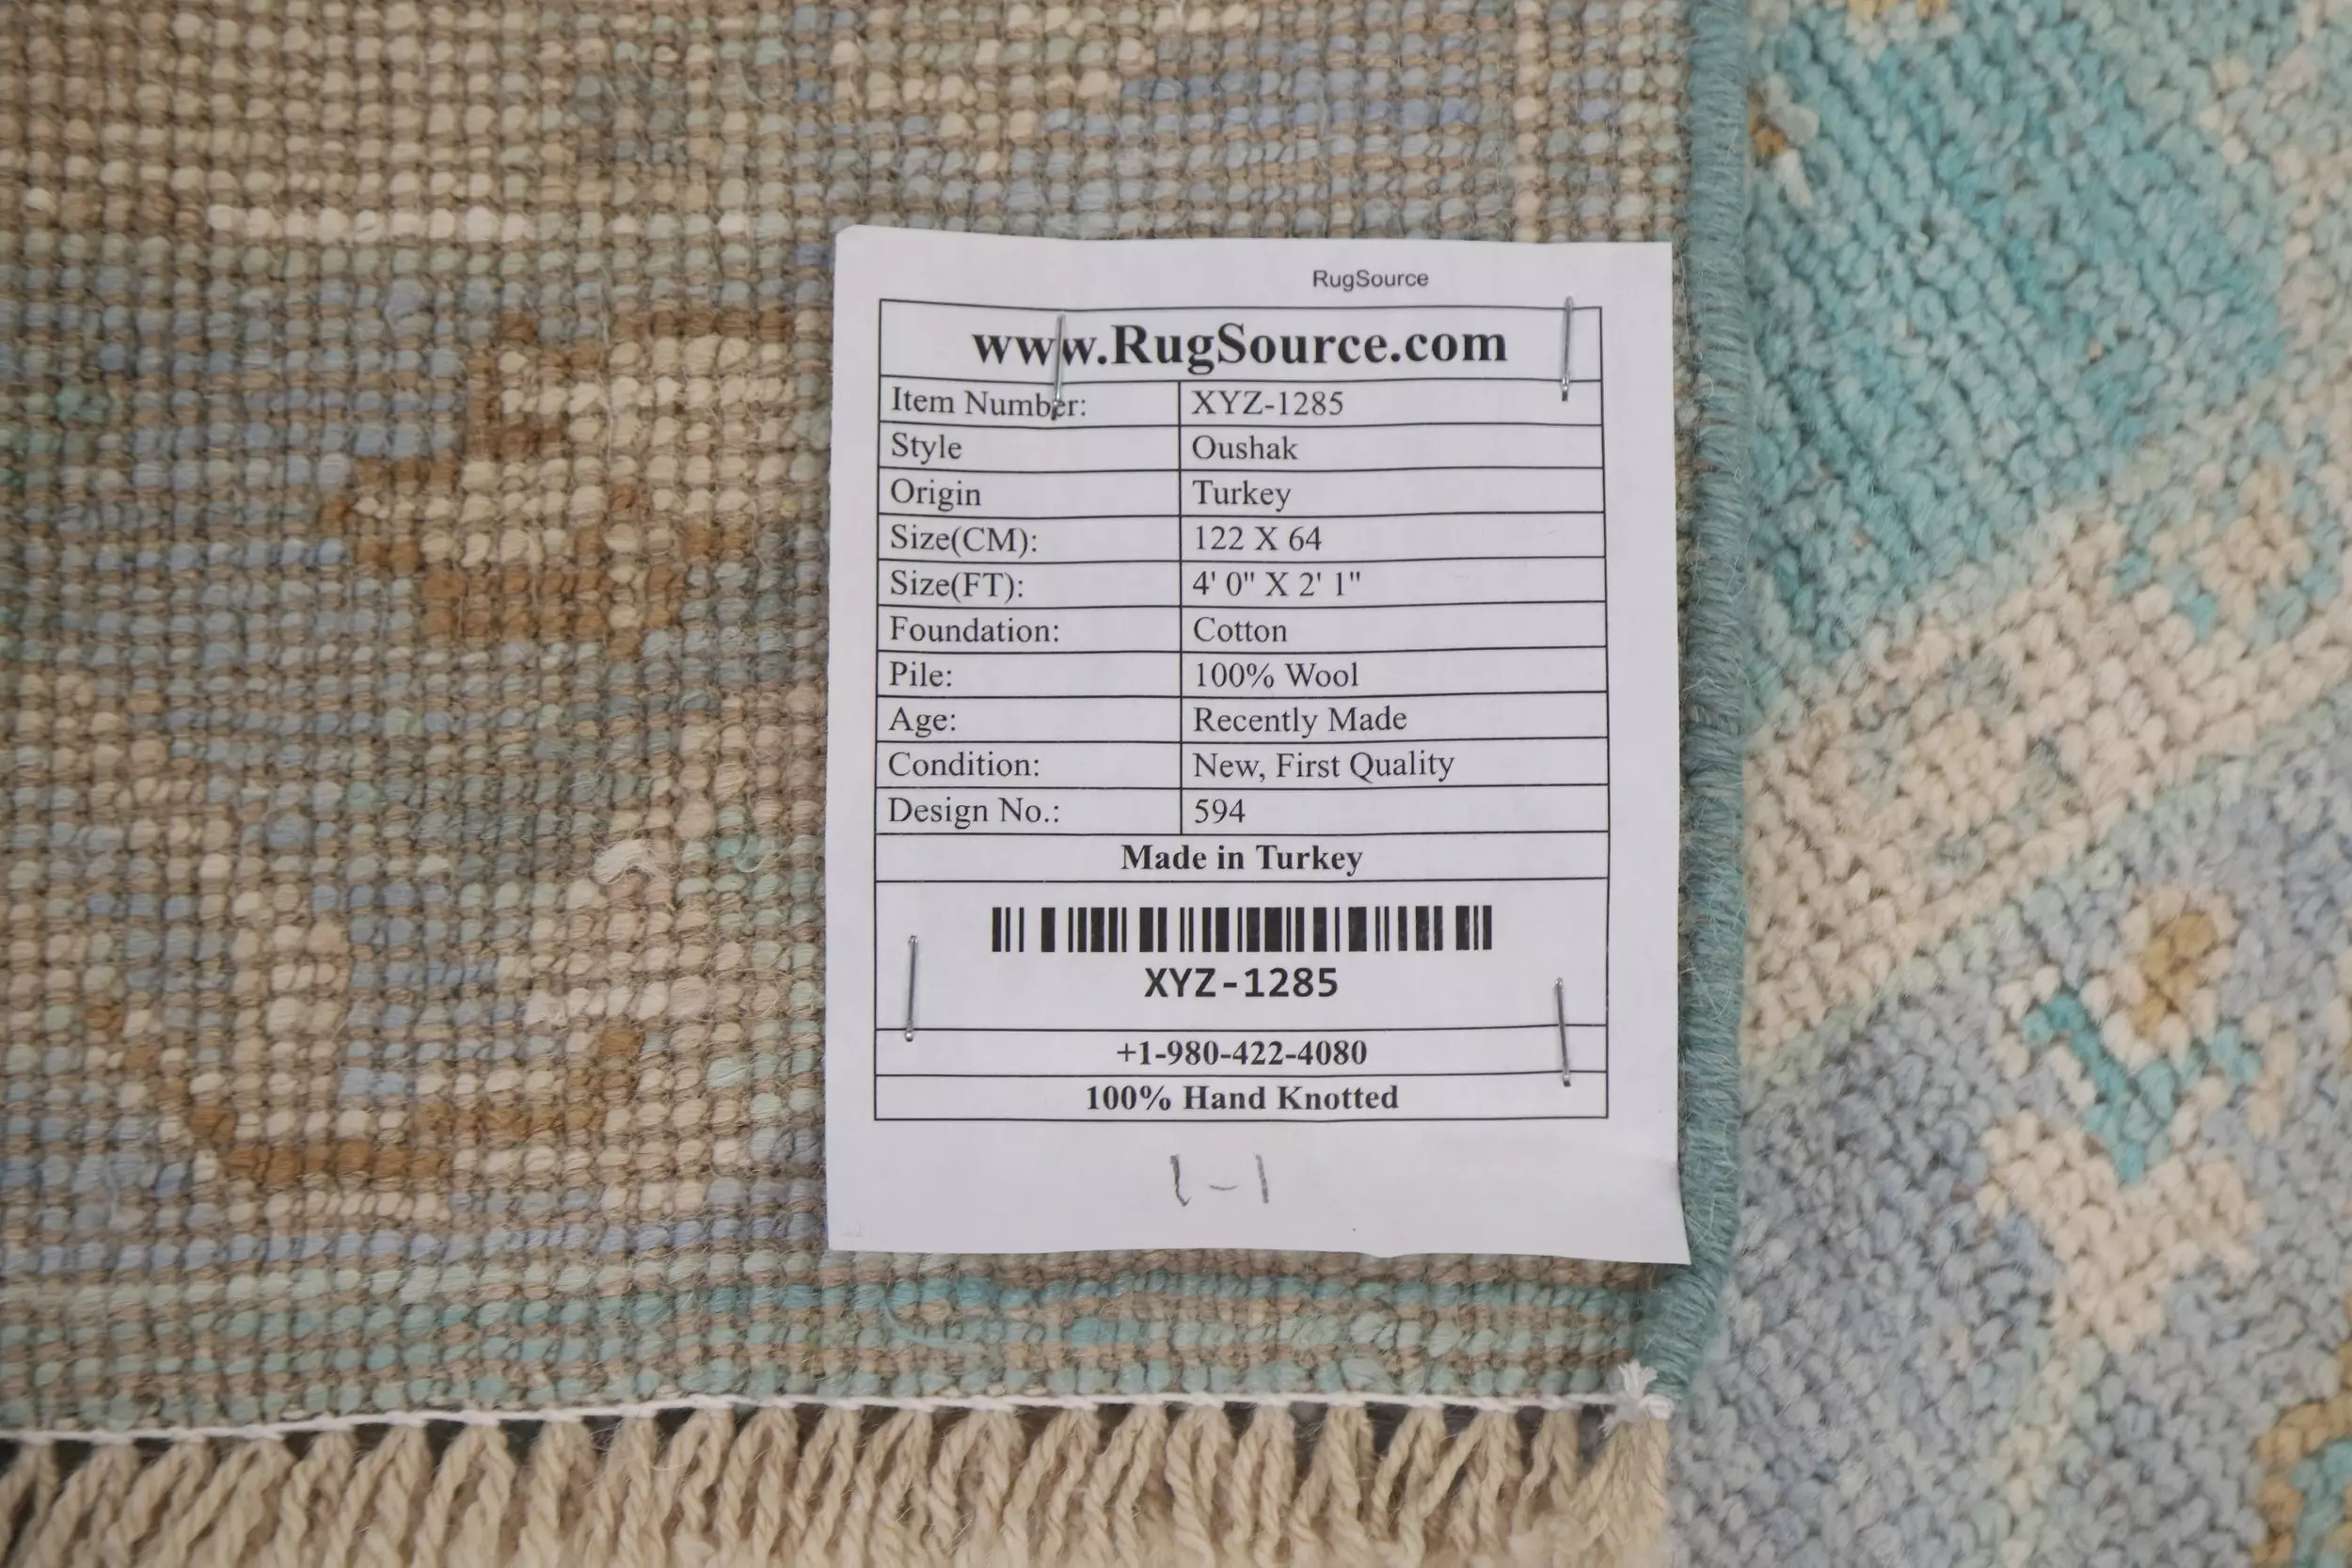 RugSource
www.RugSource.com
Item Number: XYZ-1285
Style Oushak
Origin Turkey
Size(CM): 122 X 64
Size(FT): 4' 0" X 2' 1"
Foundation: Cotton
Pile: 100% Wool
Age: Recently Made
Condition: New, First Quality
Design No.: 594
Made in Turkey
XYZ-1285
+1-980-422-4080
100% Hand Knotted
1-1